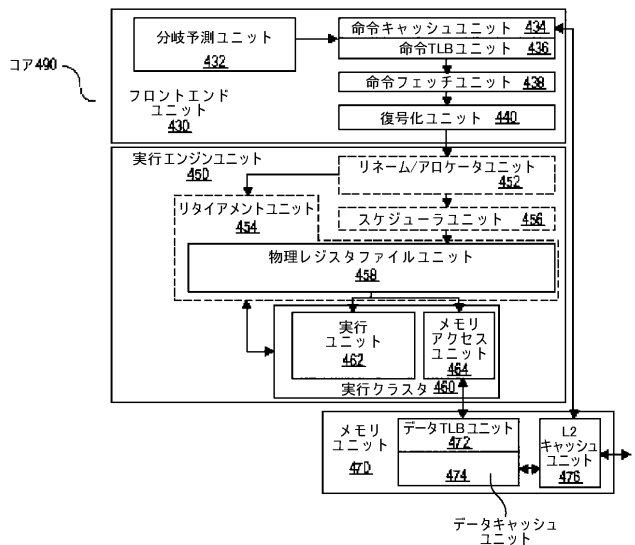 分岐予測ユニット
432
命令キャッシュユニット 434
命令TLBユニット 436
コア490
命令フェッチユニット 438
フロントエンド
ユニット
430
復号化ユニット 440
実行エンジンユニット
450
リネーム/アロケータユニット
452
リタイアメントユニット
454
スケジューラユニット 456
物理レジスタファイルユニット
458
実行
ユニット
462
メモリ
アクセス
ユニット
464
実行クラスタ 460
メモリ
ユニット
470
データTLBユニット
472
474
L2
キャッシュ
ユニット
476
データキャッシュ
ユニット